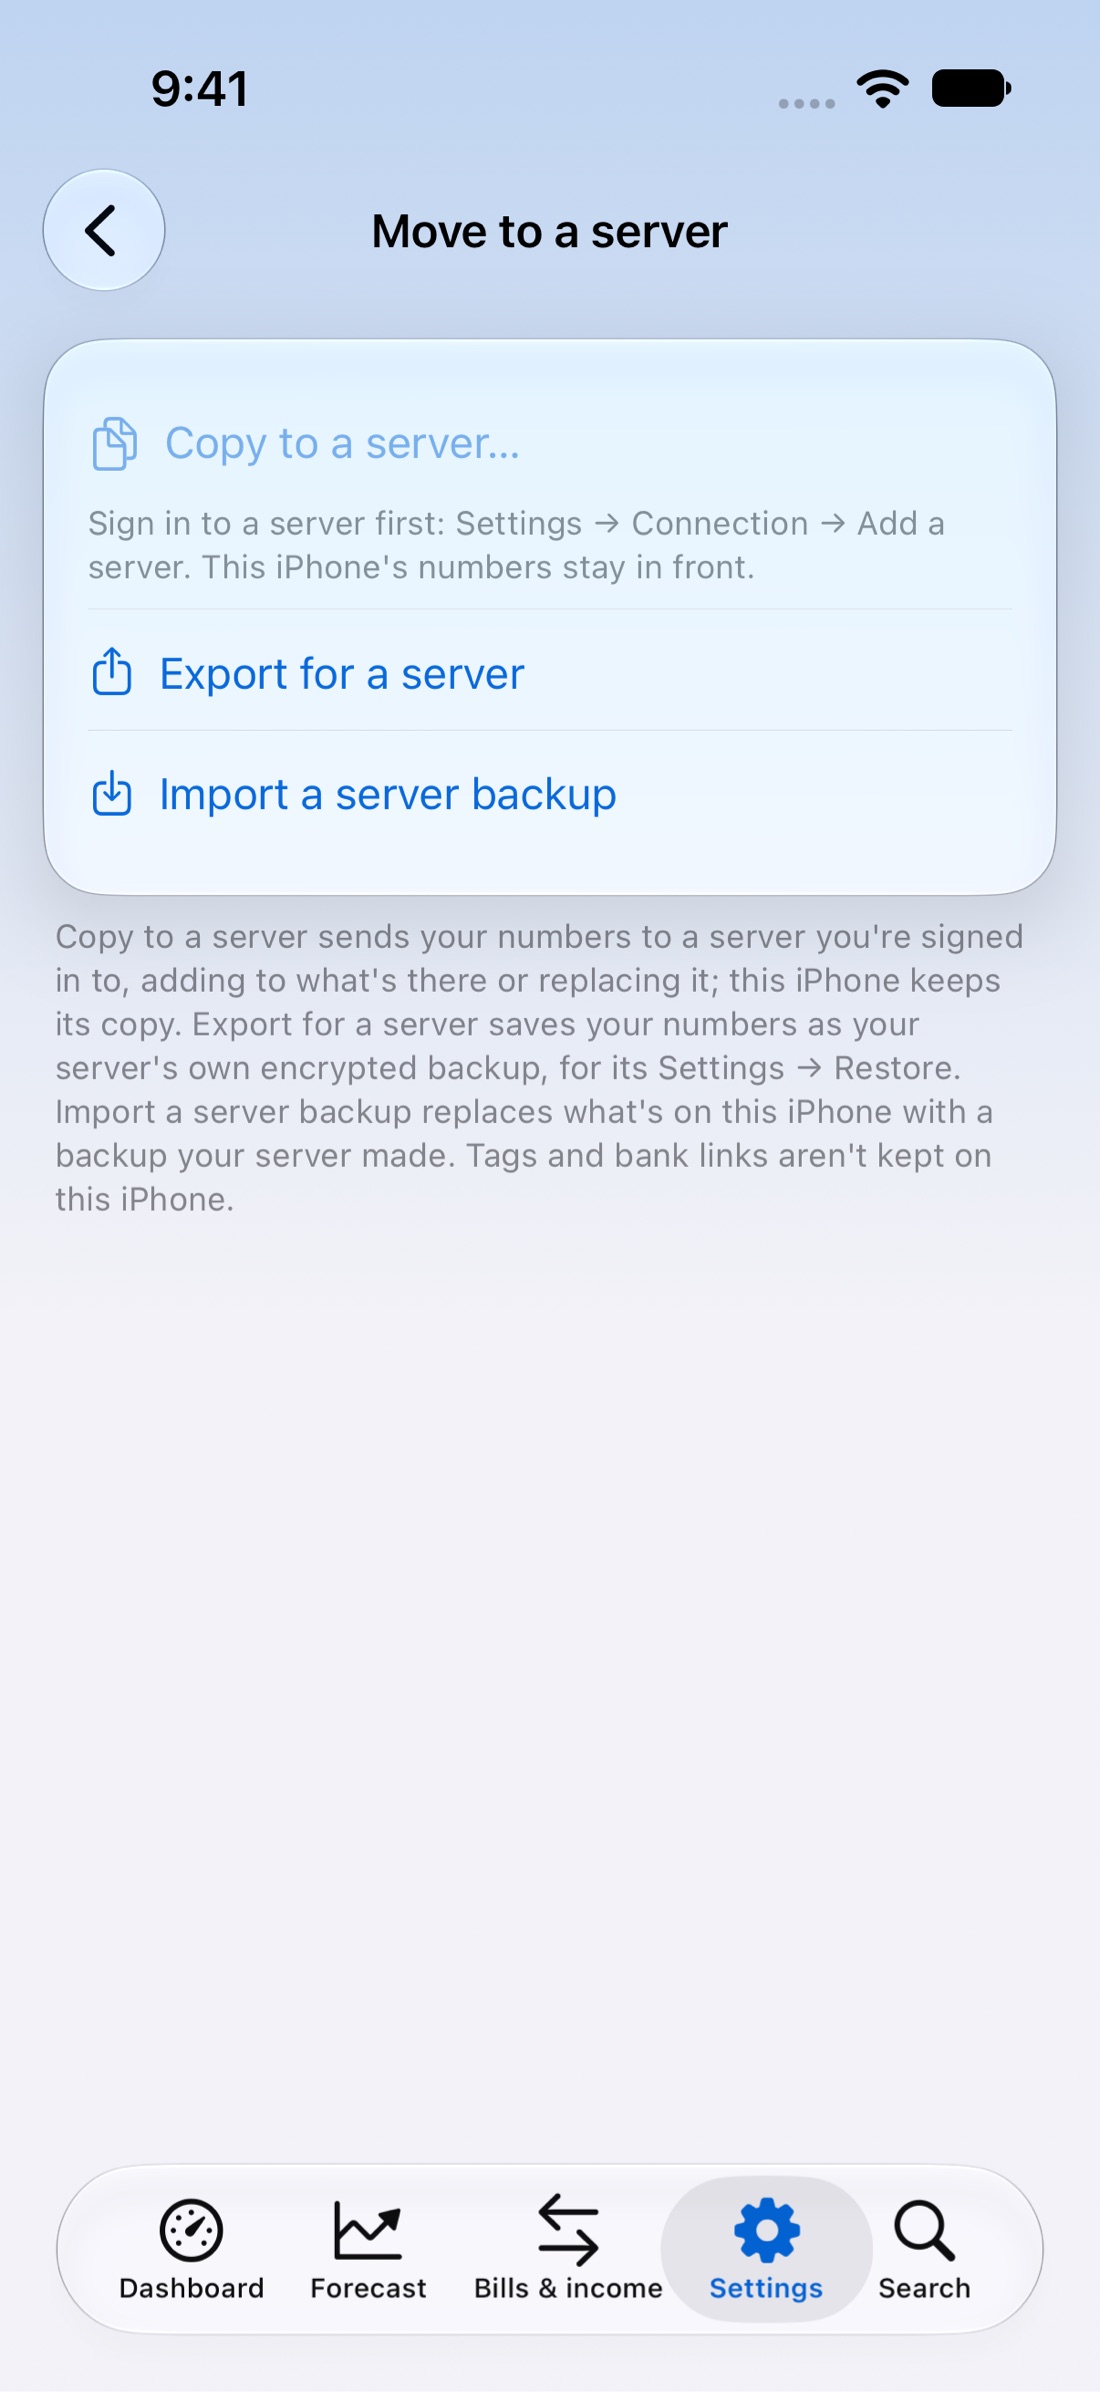 9:41
Move to a server
Copy to a server...
Sign in to a server first: Settings → Connection → Add a
server. This iPhone's numbers stay in front.
Export for a server
Import a server backup
Copy to a server sends your numbers to a server you're signed
in to, adding to what's there or replacing it; this iPhone keeps
its copy. Export for a server saves your numbers as your
server's own encrypted backup, for its Settings → Restore.
Import a server backup replaces what's on this iPhone with a
backup your server made. Tags and bank links aren't kept on
this iPhone.
Dashboard Forecast Bills & income Settings Search